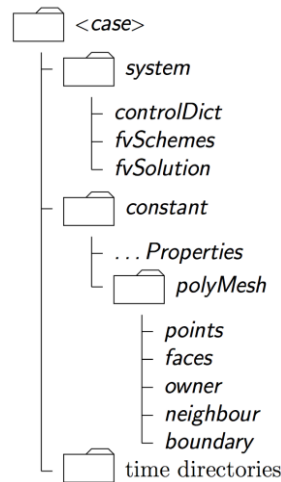 <case>
system
controlDict
fvSchemes
fvSolution
constant
...Properties
polyMesh
points
faces
owner
neighbour
boundary
time directories